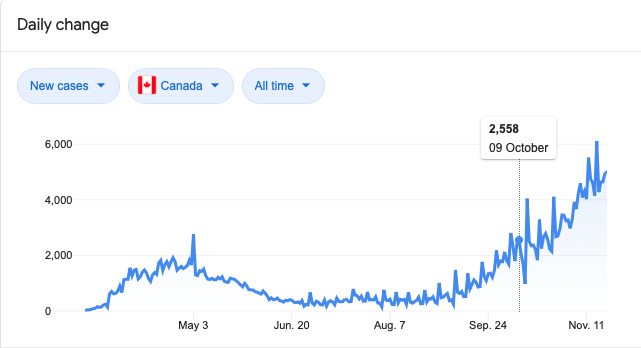 Daily change
New cases
Canada
All time
2,558
09 October
6,000
4,000
2,000
0
May 3
Jun. 20
Aug. 7
Sep. 24
Nov. 11